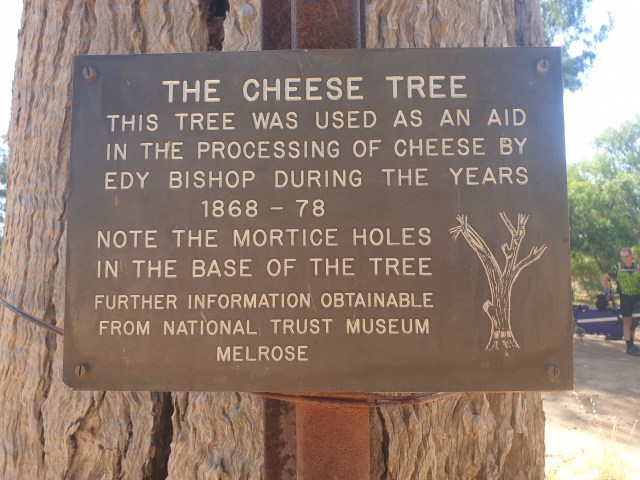 THE CHEESE TREE
THIS TREE WAS USED AS AN AID
IN THE PROCESSING OF CHEESE BY
EDY BISHOP DURING THE YEARS
1868 – 78
NOTE THE MORTICE HOLES
IN THE BASE OF THE TREE
FURTHER INFORMATION OBTAINABLE
FROM NATIONAL TRUST MUSEUM
MELROSE